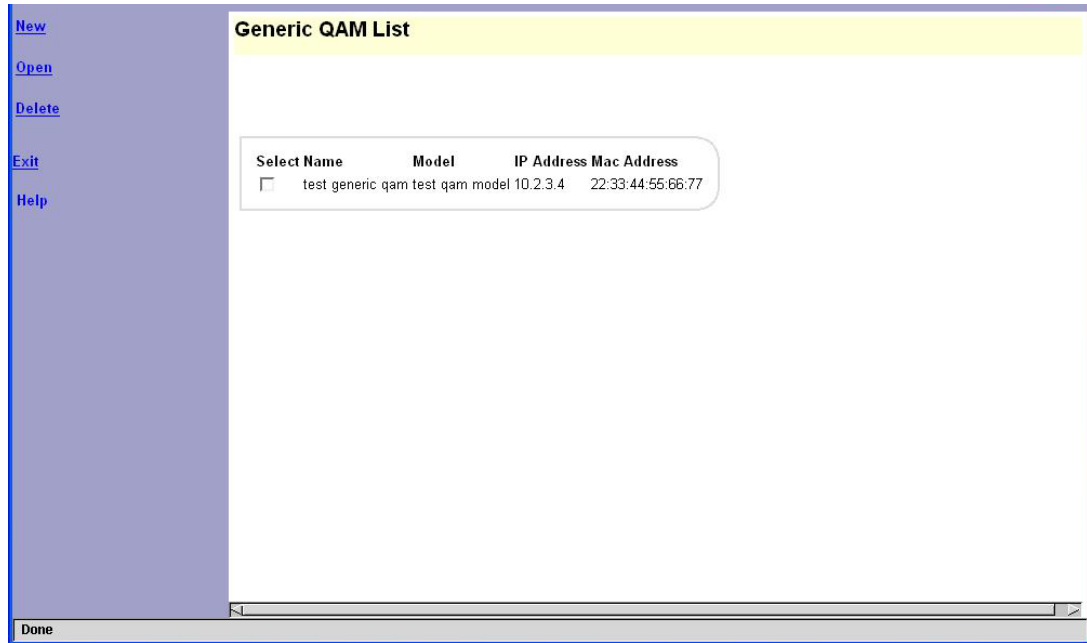 New
Open
Delete
Exit
Help
Generic QAM List
Select Name Model IP Address Mac Address
test generic qam test qam model 10.2.3.4 22:33:44:55:66:77
Done